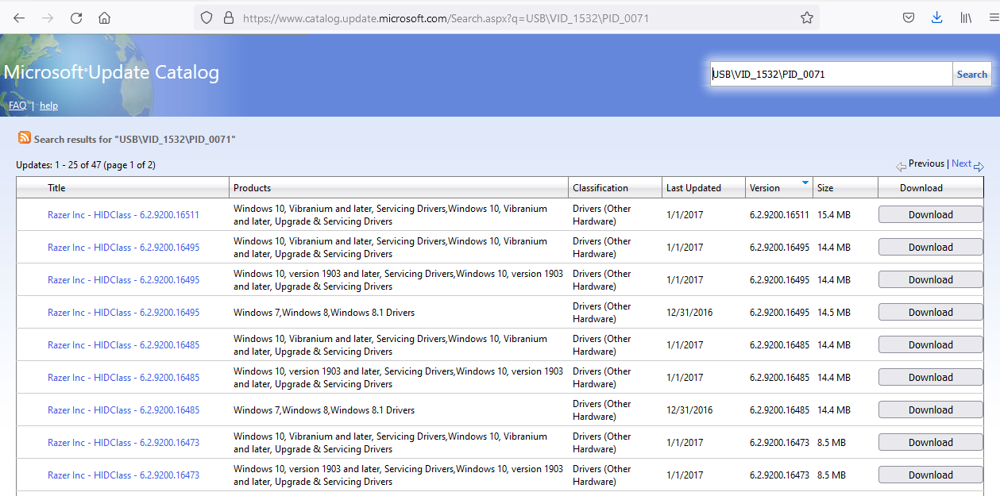 https://www.catalog.update.microsoft.com/Search.aspx?q=USB\VID_1532\PID_0071
Microsoft®Update Catalog
USB\VID_1532\PID_0071
Search
FAQ | help
Search results for "USB\VID_1532\PID_0071"
Updates: 1 - 25 of 47 (page 1 of 2)
Previous | Next
Title Products Classification Last Updated Version Size Download
Razer Inc - HIDClass - 6.2.9200.16511 Windows 10, Vibranium and later, Servicing Drivers,Windows 10, Vibranium Drivers (Other 1/1/2017 6.2.9200.16511 15.4 MB Download
and later, Upgrade & Servicing Drivers Hardware)
Razer Inc - HIDClass - 6.2.9200.16495 Windows 10, Vibranium and later, Servicing Drivers,Windows 10, Vibranium Drivers (Other 1/1/2017 6.2.9200.16495 14.4 MB Download
and later, Upgrade & Servicing Drivers Hardware)
Razer Inc - HIDClass - 6.2.9200.16495 Windows 10, version 1903 and later, Servicing Drivers,Windows 10, version 1903 Drivers (Other 1/1/2017 6.2.9200.16495 14.4 MB Download
and later, Upgrade & Servicing Drivers Hardware)
Razer Inc - HIDClass - 6.2.9200.16495 Windows 7,Windows 8,Windows 8.1 Drivers Drivers (Other 12/31/2016 6.2.9200.16495 14.5 MB Download
Hardware)
Razer Inc - HIDClass - 6.2.9200.16485 Windows 10, Vibranium and later, Servicing Drivers,Windows 10, Vibranium Drivers (Other 1/1/2017 6.2.9200.16485 14.4 MB Download
and later, Upgrade & Servicing Drivers Hardware)
Razer Inc - HIDClass - 6.2.9200.16485 Windows 10, version 1903 and later, Servicing Drivers,Windows 10, version 1903 Drivers (Other 1/1/2017 6.2.9200.16485 14.4 MB Download
and later, Upgrade & Servicing Drivers Hardware)
Razer Inc - HIDClass - 6.2.9200.16485 Windows 7,Windows 8,Windows 8.1 Drivers Drivers (Other 12/31/2016 6.2.9200.16485 14.4 MB Download
Hardware)
Razer Inc - HIDClass - 6.2.9200.16473 Windows 10, Vibranium and later, Servicing Drivers,Windows 10, Vibranium Drivers (Other 1/1/2017 6.2.9200.16473 8.5 MB Download
and later, Upgrade & Servicing Drivers Hardware)
Razer Inc - HIDClass - 6.2.9200.16473 Windows 10, version 1903 and later, Servicing Drivers,Windows 10, version 1903 Drivers (Other 1/1/2017 6.2.9200.16473 8.5 MB Download
and later, Upgrade & Servicing Drivers Hardware)